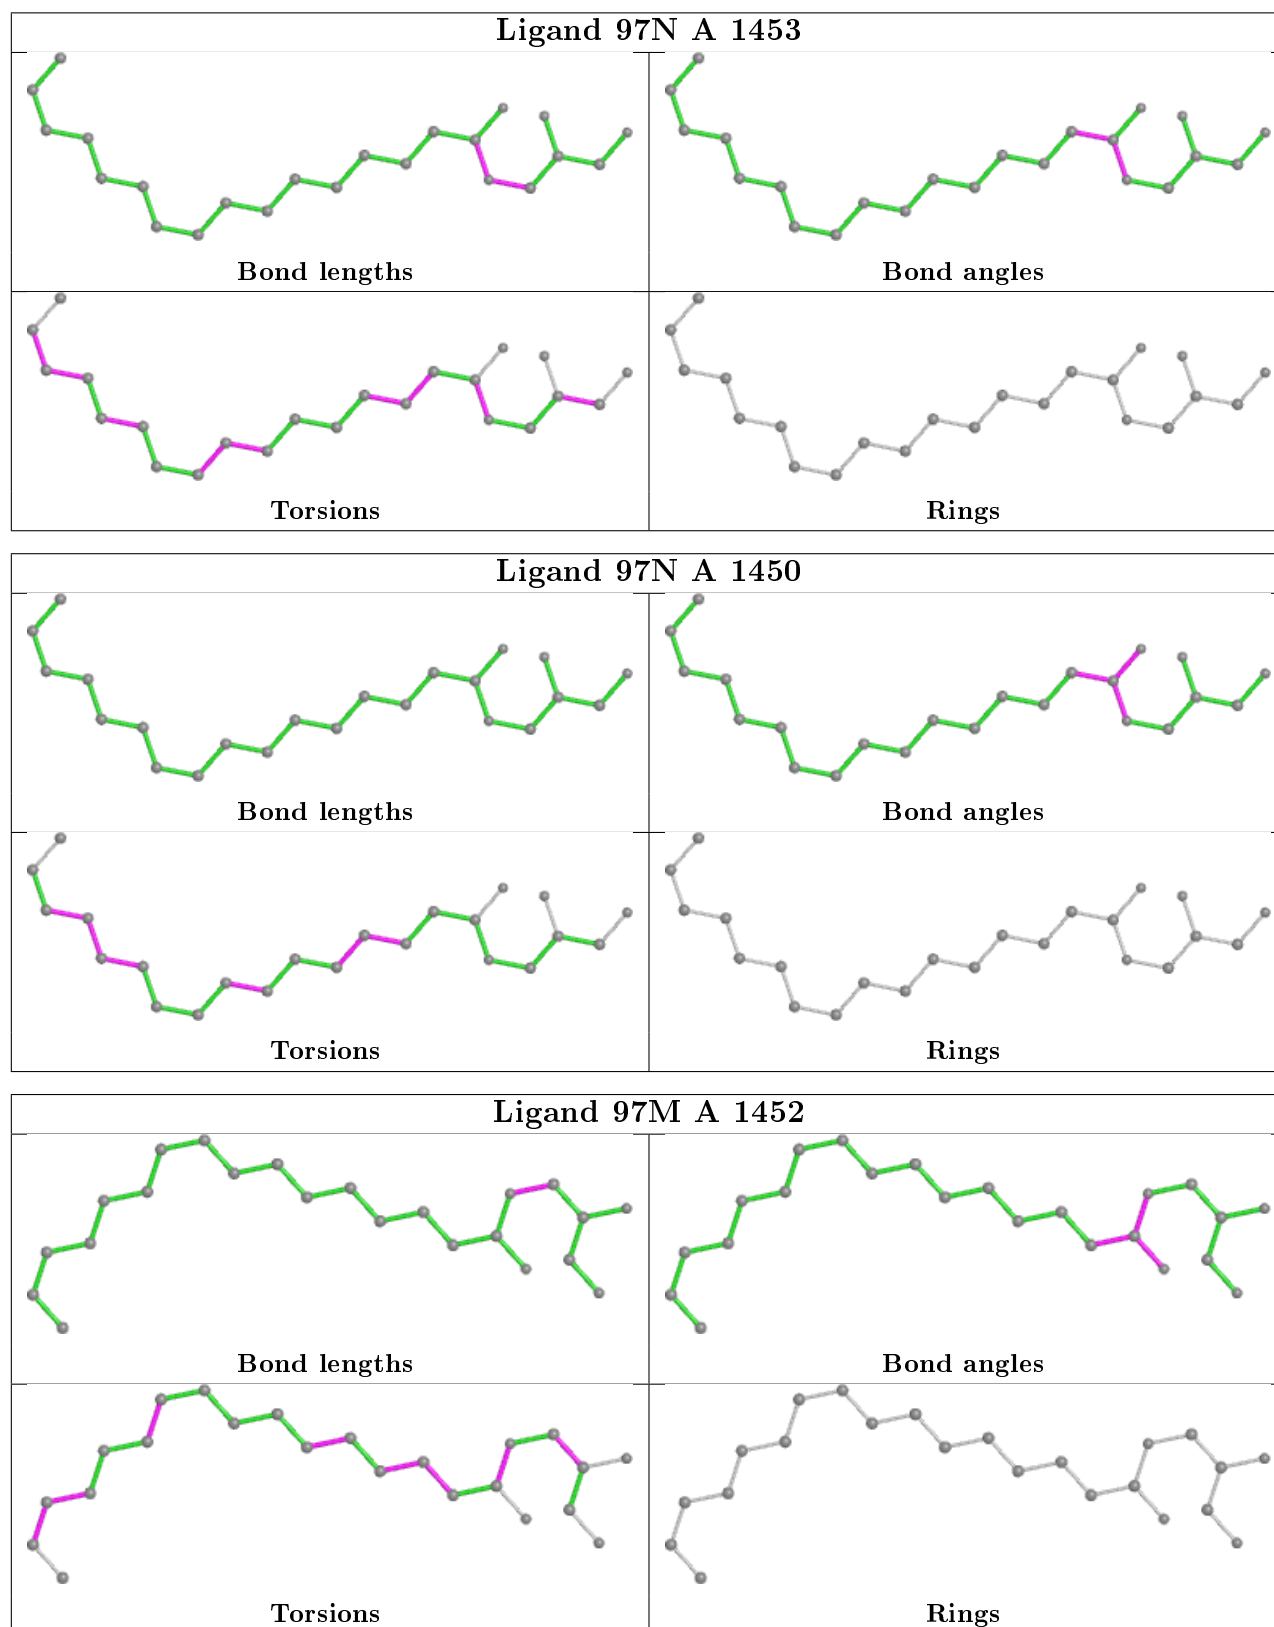 Ligand 97N A 1453
Bond lengths
Bond angles
Torsions
Rings
Ligand 97N A 1450
Bond lengths
Bond angles
Torsions
Rings
Ligand 97M A 1452
Bond lengths
Bond angles
Torsions
Rings